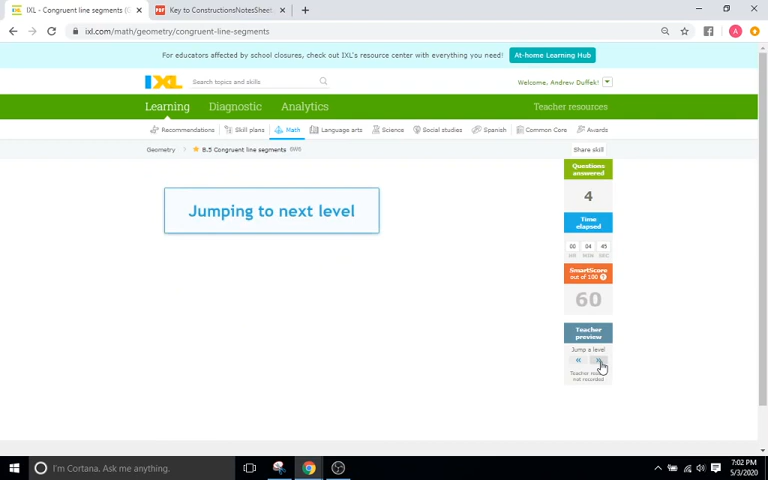 IXL - Congruent line segments (
Key to ConstructionsNotesSheet
ixl.com/math/geometry/congruent-line-segments
For educators affected by school closures, check out IXL's resource center with everything you need!
At-home Learning Hub
IXL
Search topics and skills
Welcome, Andrew Duffek!
Learning
Diagnostic
Analytics
Teacher resources
Recommendations
Skill plans
Math
Language arts
Science
Social studies
Spanish
Common Core
Awards
Geometry
B.5 Congruent line segments
Share skill
Questions
answered
4
Jumping to next level
Time
elapsed
00 04 45
HR MIN SEC
SmartScore
out of 100
60
Teacher
preview
Jump a level
not recorded
I'm Cortana. Ask me anything.
7:02 PM
5/3/2020